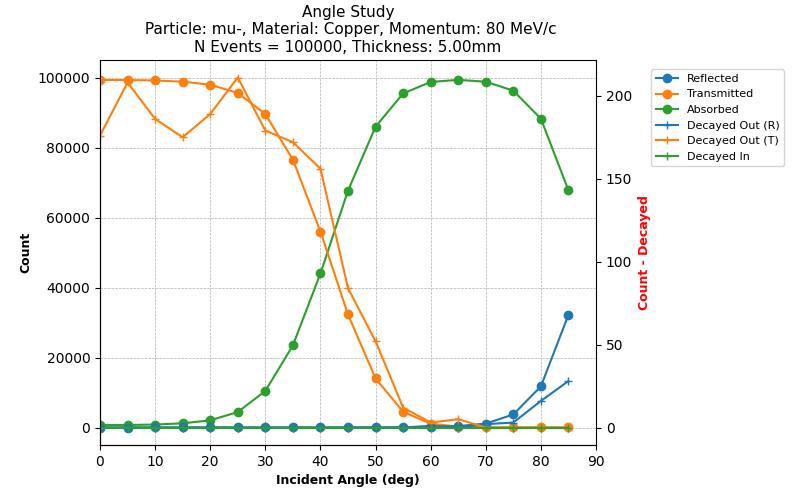 Angle Study
Particle: mu-, Material: Copper, Momentum: 80 MeV/c
N Events = 100000, Thickness: 5.00mm
100000
80000
60000
40000
20000
0
Count
0 10 20 30 40 50 60 70 80 90
Incident Angle (deg)
200
150
100
50
0
Count - Decayed
Reflected
Transmitted
Absorbed
Decayed Out (R)
Decayed Out (T)
Decayed In